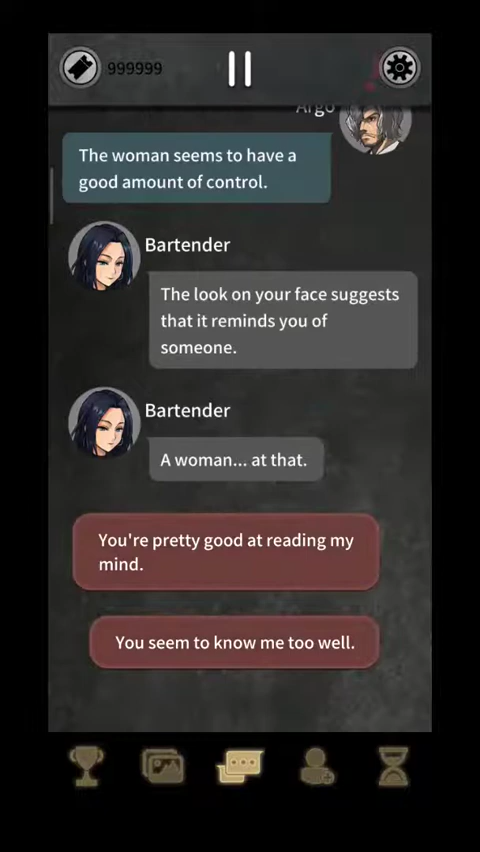 999999
Argo
The woman seems to have a
good amount of control.
Bartender
The look on your face suggests
that it reminds you of
someone.
Bartender
A woman... at that.
You're pretty good at reading my
mind.
You seem to know me too well.